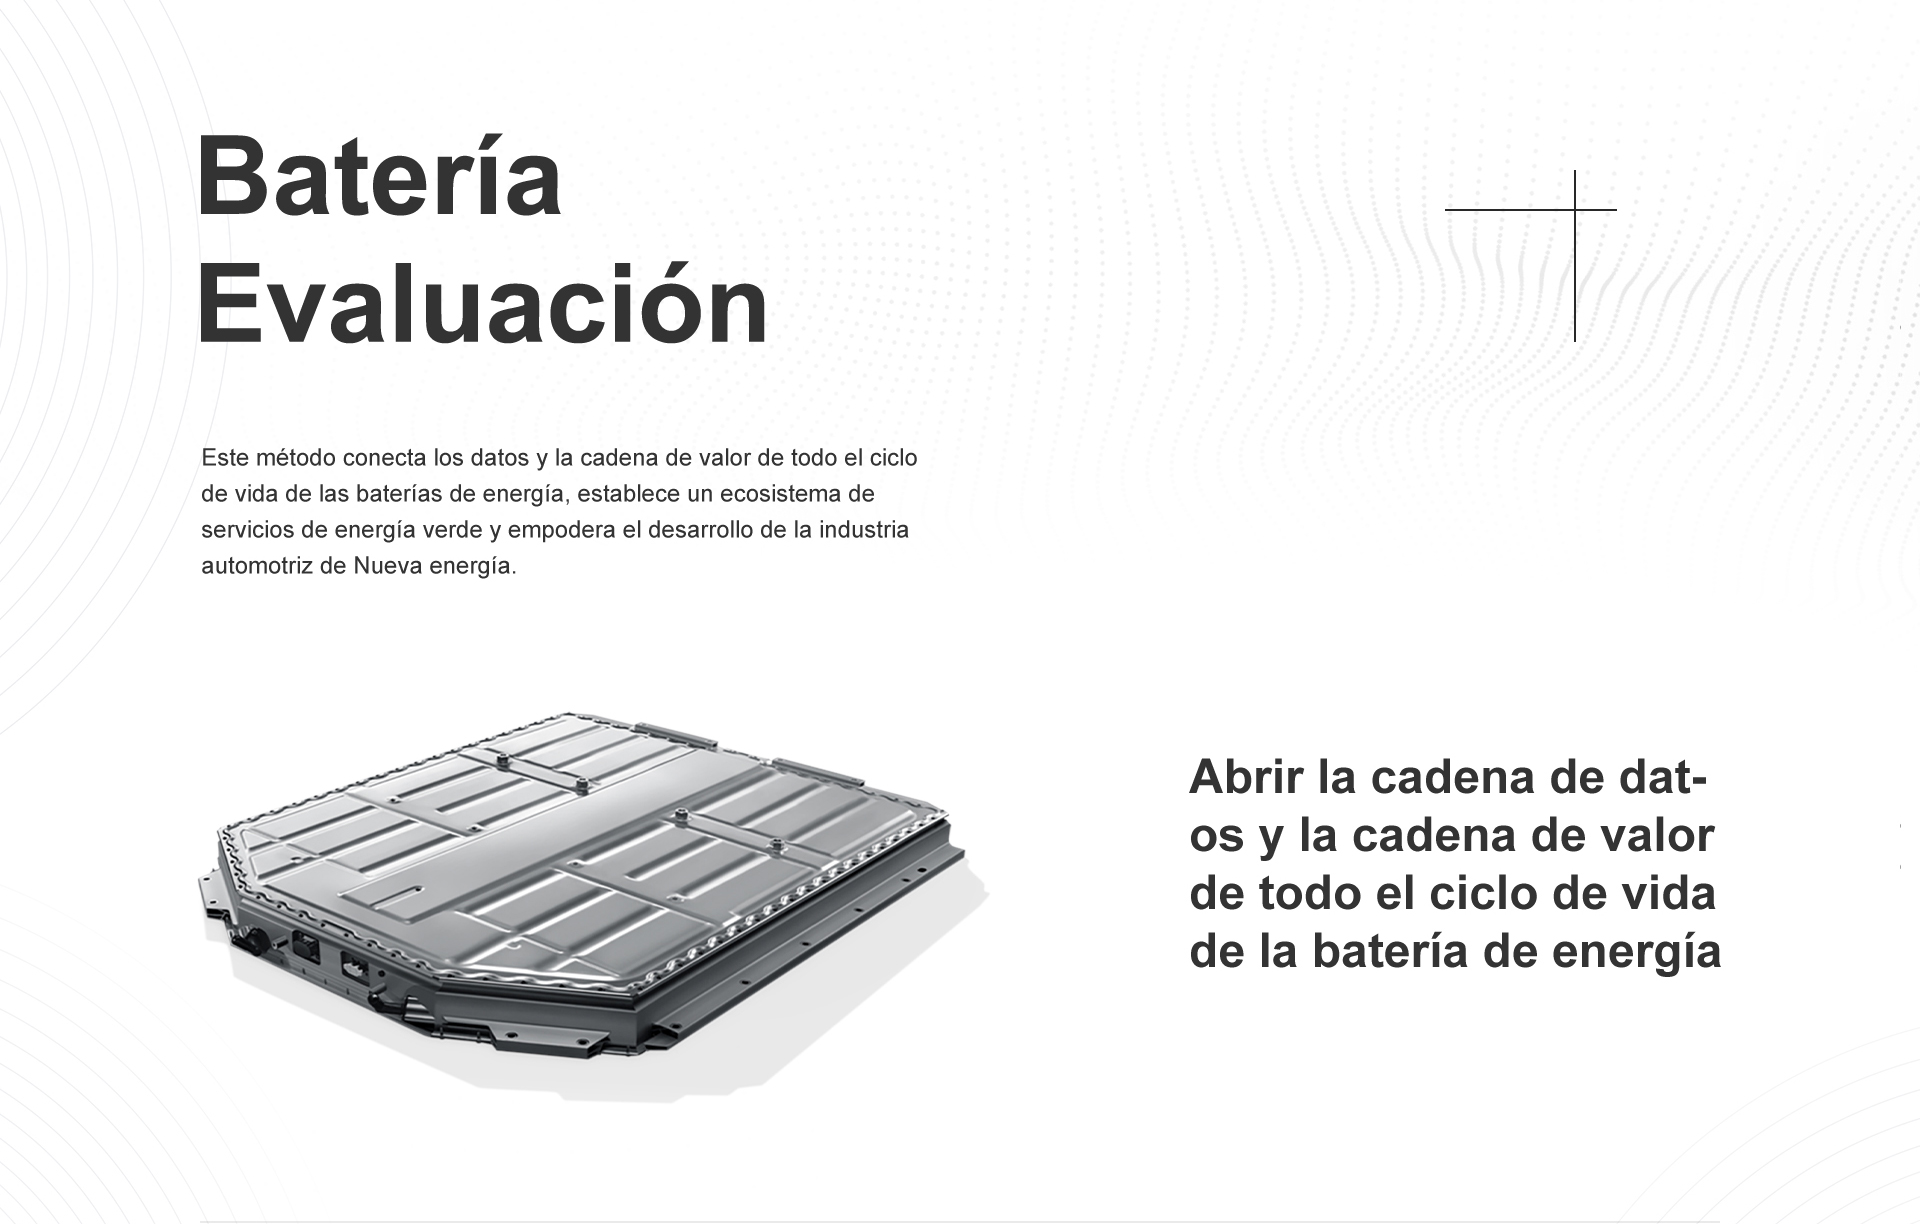 Batería
Evaluación
Este método conecta los datos y la cadena de valor de todo el ciclo
de vida de las baterías de energía, establece un ecosistema de
servicios de energía verde y empodera el desarrollo de la industria
automotriz de Nueva energía.
Abrir la cadena de dat-
os y la cadena de valor
de todo el ciclo de vida
de la batería de energía